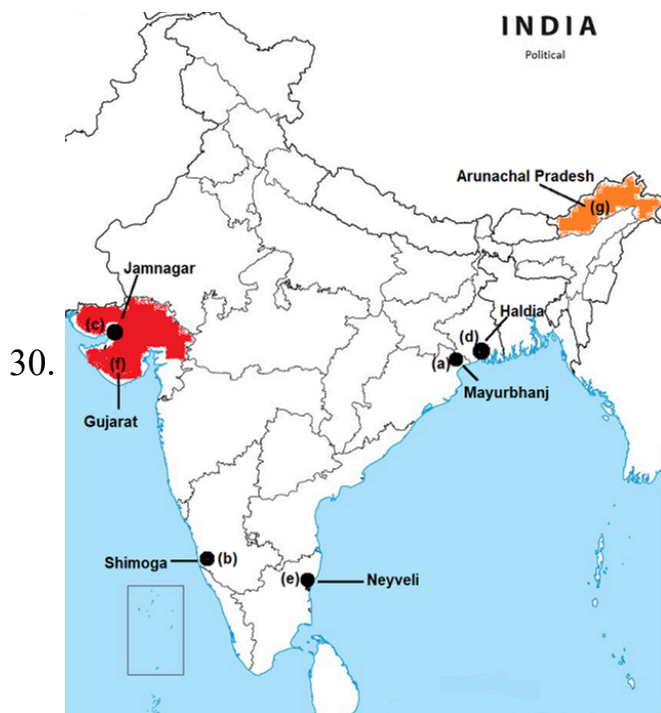 INDIA
Political
Arunachal Pradesh
(g)
Jamnagar
(c)
Haldia
(d)
30.
(f)
(a)
Mayurbhanj
Gujarat
Shimoga
(b)
(e)
Neyveli